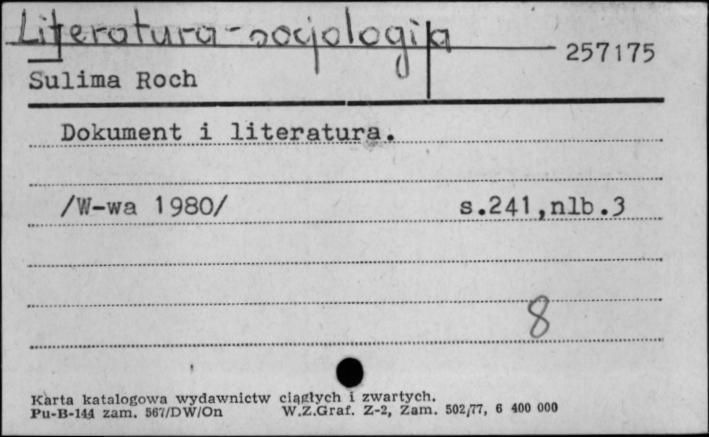 Literatura-socjologia
257175
Sulima Roch
Dokument i literatura.
/W-wa 1980/ s.241,nlb.3
8
Karta katalogowa wydawnictw ciągłych i zwartych.
Pu-B-144 zam. 567/DW/On W.Z.Graf. Z-2, Zam. 502/77, 6 400 000